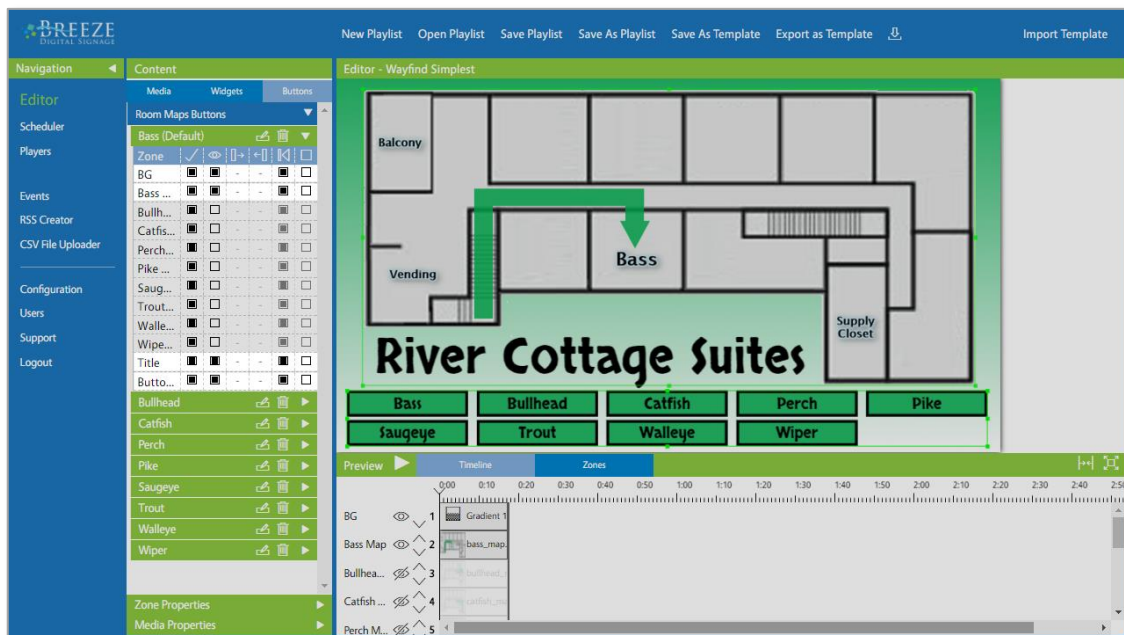 BREEZE
DIGITAL SIGNAGE
New Playlist Open Playlist Save Playlist Save As Playlist Save As Template Export as Template Import Template
Navigation
Editor
Scheduler
Players
Events
RSS Creator
CSV File Uploader
Configuration
Users
Support
Logout
Content
Media Widgets Buttons
Room Maps Buttons
Bass (Default)
Zone
BG
Bass ...
Bullh...
Catfis...
Perch...
Pike ...
Saug...
Trout...
Walle...
Wipe...
Title
Butto...
Bullhead
Catfish
Perch
Pike
Saugeye
Trout
Walleye
Wiper
Zone Properties
Media Properties
Editor - Wayfind Simplest
Balcony
Bass
Vending
Supply
Closet
River Cottage Suites
Bass Bullhead Catfish Perch Pike
Saugeye Trout Walleye Wiper
Preview Timeline Zones
0:00 0:10 0:20 0:30 0:40 0:50 1:00 1:10 1:20 1:30 1:40 1:50 2:00 2:10 2:20 2:30 2:40 2:50
BG 1 Gradient 1
Bass Map 2 bass_map.
Bullhea... 3 bullhead_
Catfish ... 4 catfish_ma
Perch M... 5